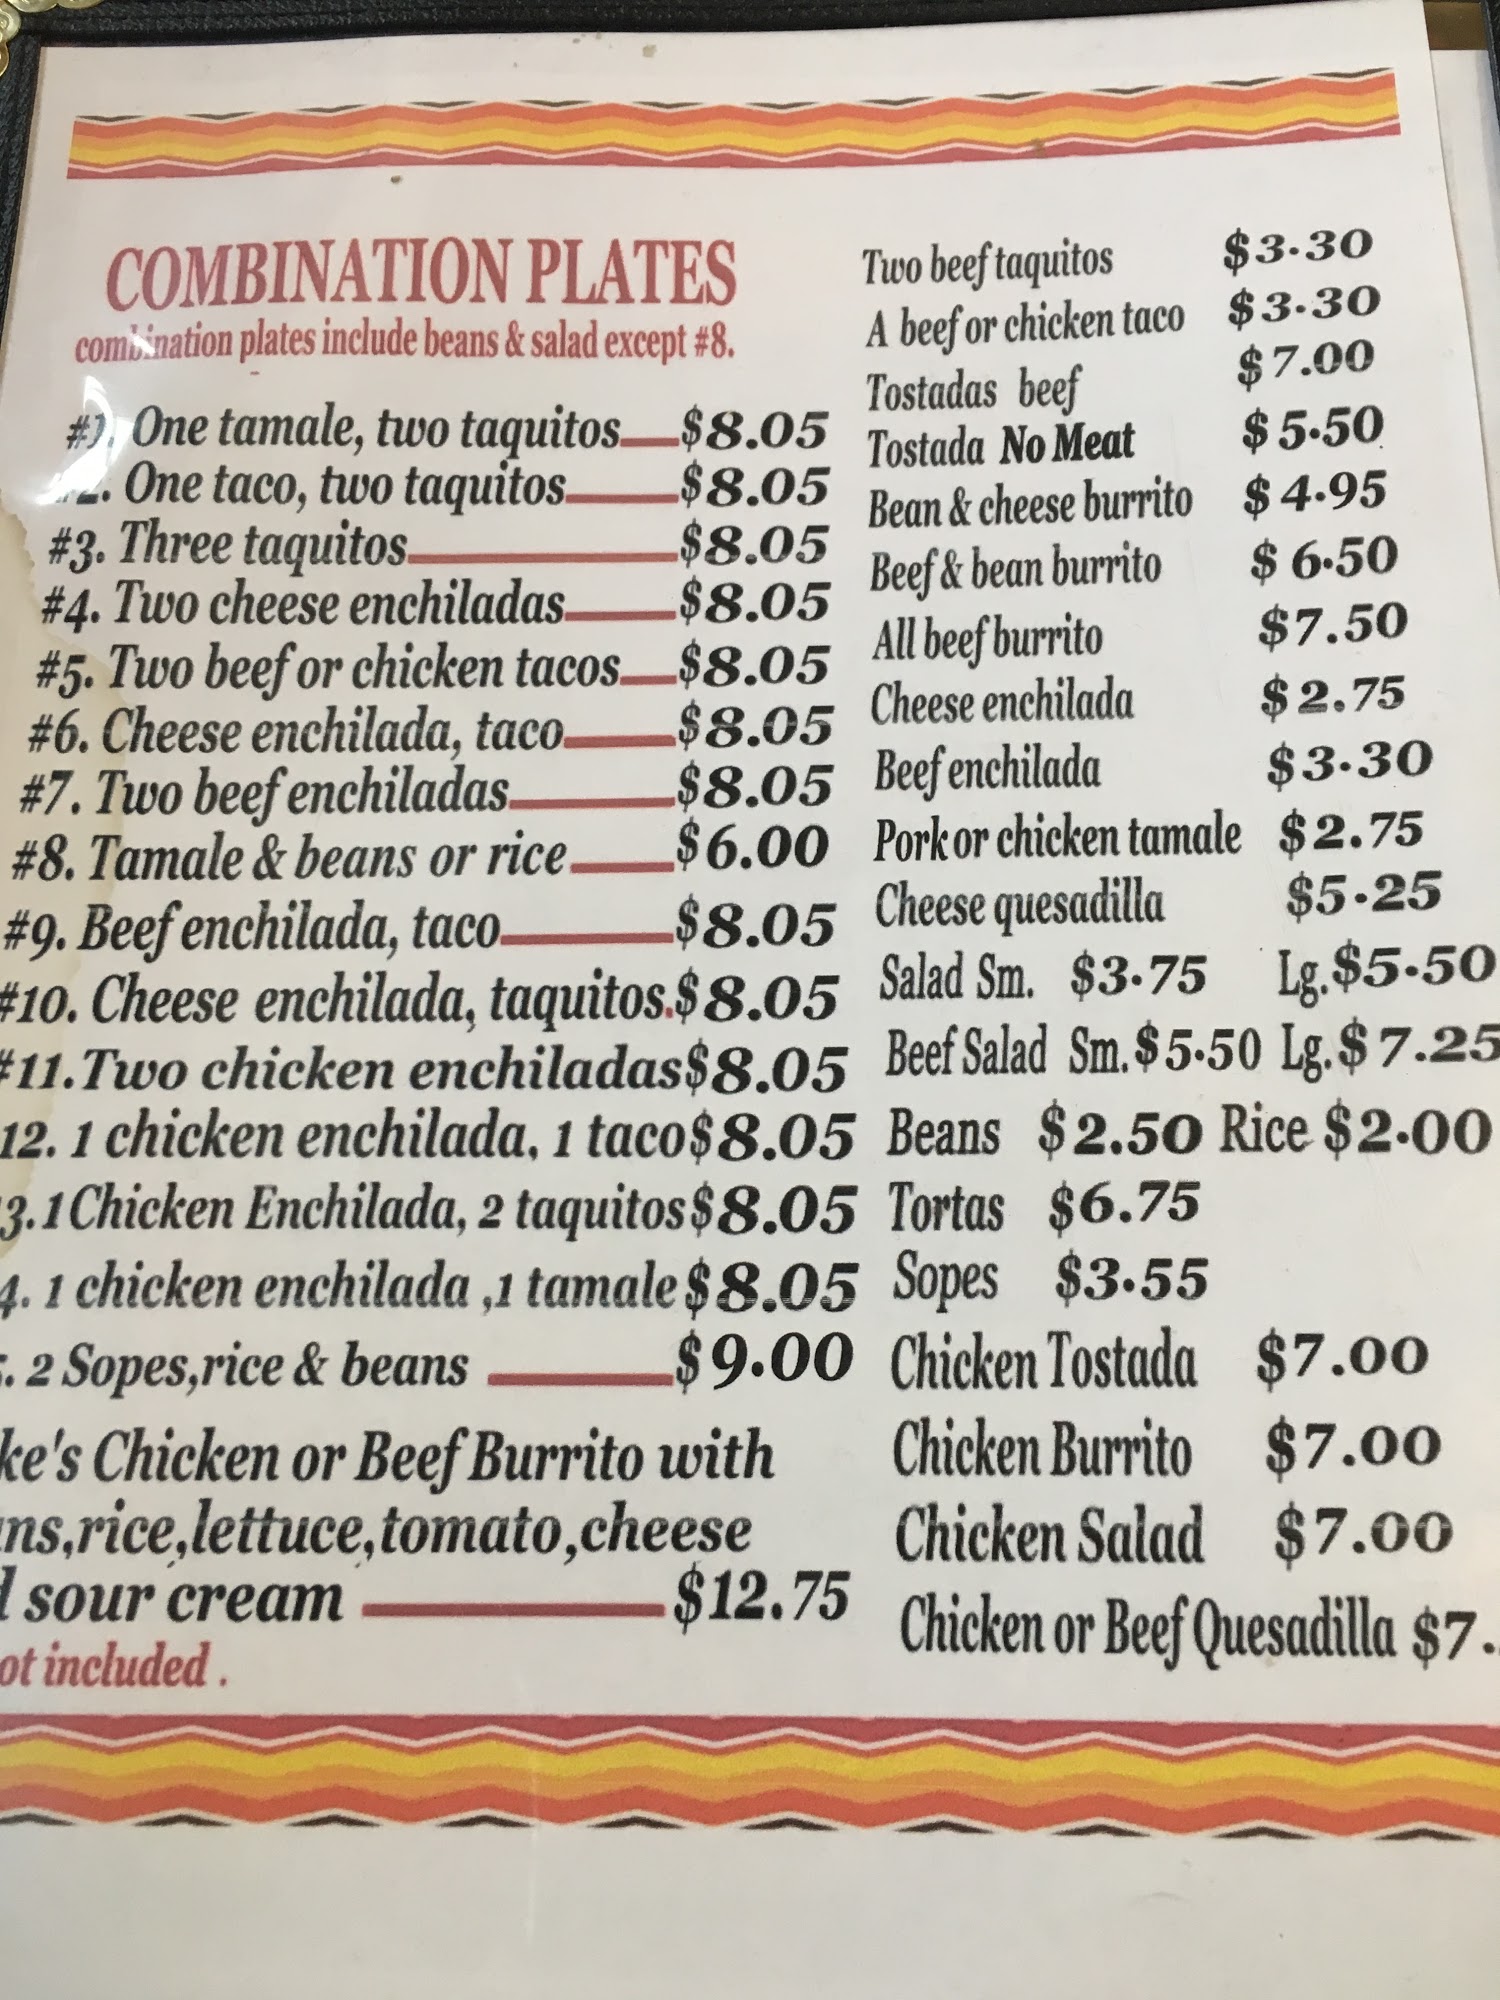 COMBINATION PLATES
combination plates include beans & salad except #8.
#1. One tamale, two taquitos $8.05
#2. One taco, two taquitos $8.05
#3. Three taquitos $8.05
#4. Two cheese enchiladas $8.05
#5. Two beef or chicken tacos $8.05
#6. Cheese enchilada, taco $8.05
#7. Two beef enchiladas $8.05
#8. Tamale & beans or rice $6.00
#9. Beef enchilada, taco $8.05
#10. Cheese enchilada, taquitos. $8.05
#11. Two chicken enchiladas $8.05
12. 1 chicken enchilada, 1 taco $8.05
3. 1 Chicken Enchilada, 2 taquitos $8.05
4. 1 chicken enchilada ,1 tamale $8.05
. 2 Sopes,rice & beans $9.00
ke's Chicken or Beef Burrito with
ns,rice,lettuce,tomato,cheese
sour cream $12.75
ot included .
Two beef taquitos $3.30
A beef or chicken taco $3.30
Tostadas beef $7.00
Tostada No Meat $5.50
Bean & cheese burrito $4.95
Beef & bean burrito $6.50
All beef burrito $7.50
Cheese enchilada $2.75
Beef enchilada $3.30
Pork or chicken tamale $2.75
Cheese quesadilla $5.25
Salad Sm. $3.75 Lg. $5.50
Beef Salad Sm. $5.50 Lg. $7.25
Beans $2.50 Rice $2.00
Tortas $6.75
Sopes $3.55
Chicken Tostada $7.00
Chicken Burrito $7.00
Chicken Salad $7.00
Chicken or Beef Quesadilla $7.